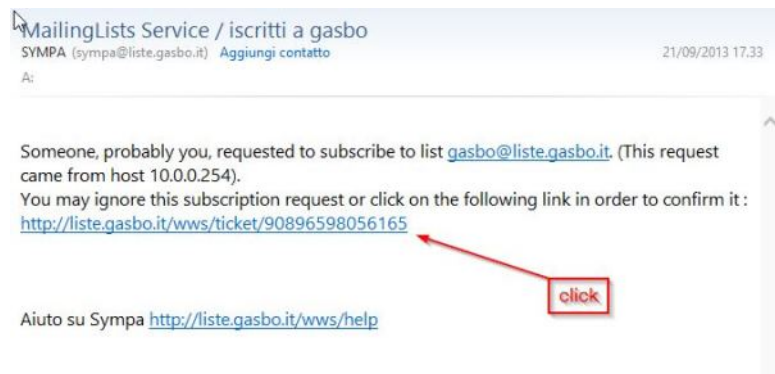 MailingLists Service / iscritti a gasbo
SYMPA (sympa@liste.gasbo.it) Aggiungi contatto 21/09/2013 17.33
A:
Someone, probably you, requested to subscribe to list gasbo@liste.gasbo.it. (This request
came from host 10.0.0.254).
You may ignore this subscription request or click on the following link in order to confirm it :
http://liste.gasbo.it/wws/ticket/90896598056165
click
Aiuto su Sympa http://liste.gasbo.it/wws/help